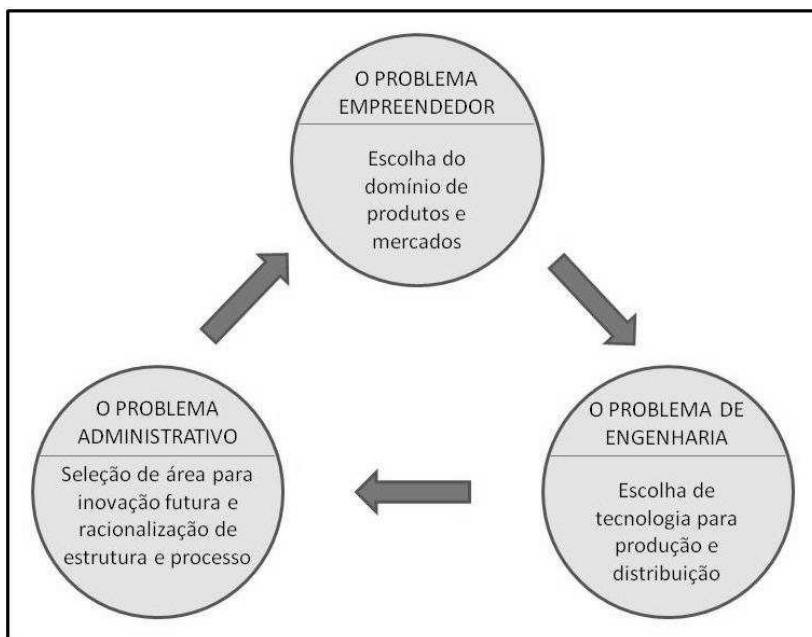 O PROBLEMA
EMPREENDEDOR
Escolha do
domínio de
produtos e
mercados
O PROBLEMA DE
ENGENHARIA
Escolha de
tecnologia para
produção e
distribuição
O PROBLEMA
ADMINISTRATIVO
Seleção de área para
inovação futura e
racionalização de
estrutura e processo